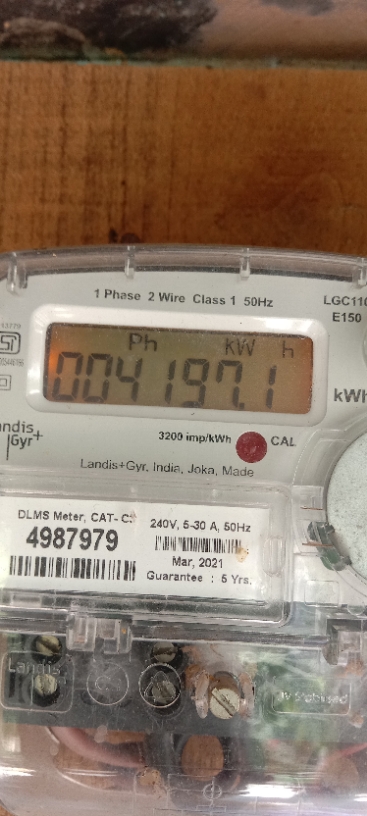 1 Phase 2 Wire Class 1 50Hz
LGC110
E150
Ph kW h
004197.1
kWh
andis
Gyr+
3200 imp/kWh
CAL
Landis+Gyr, India, Joka, Made
DLMS Meter, CAT- C
4987979
240V, 5-30 A, 50Hz
Mar, 2021
Guarantee : 5 Yrs.
Landis